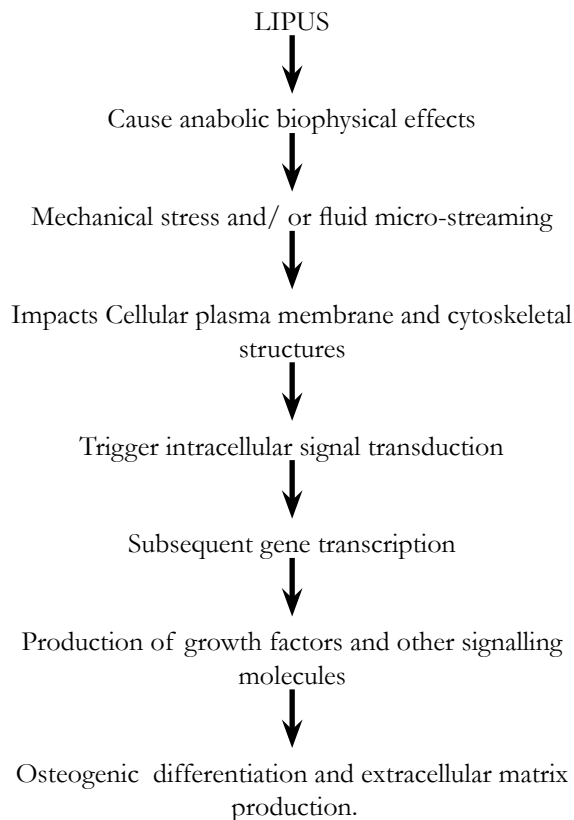 LIPUS
Cause anabolic biophysical effects
Mechanical stress and/ or fluid micro-streaming
Impacts Cellular plasma membrane and cytoskeletal
structures
Trigger intracellular signal transduction
Subsequent gene transcription
Production of growth factors and other signalling
molecules
Osteogenic differentiation and extracellular matrix
production.